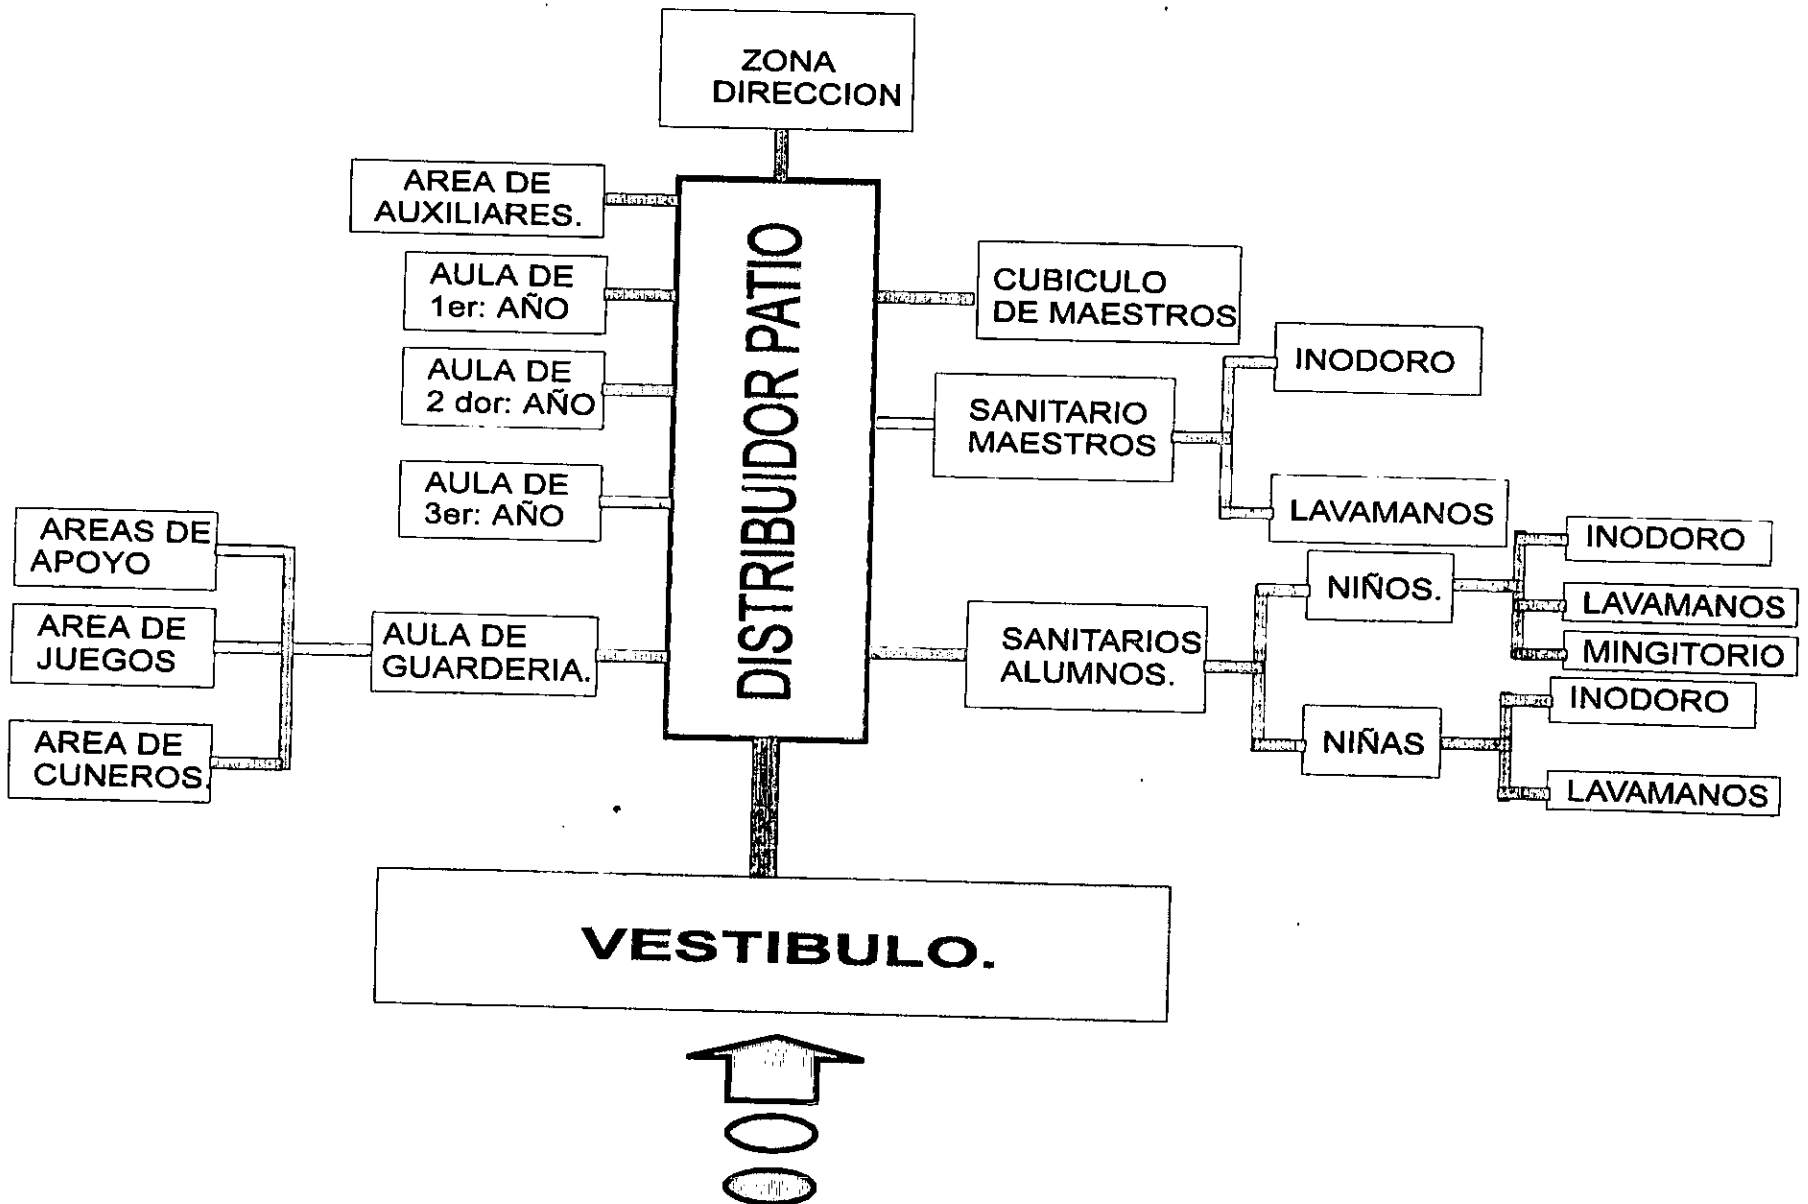 ZONA
DIRECCION
AREA DE
AUXILIARES.
AULA DE
1er: AÑO
AULA DE
2 dor: AÑO
AULA DE
3er: AÑO
AREAS DE
APOYO
AREA DE
JUEGOS
AREA DE
CUNEROS.
AULA DE
GUARDERIA.
DISTRIBUIDOR PATIO
CUBICULO
DE MAESTROS
SANITARIO
MAESTROS
INODORO
LAVAMANOS
SANITARIOS
ALUMNOS.
NIÑOS.
INODORO
LAVAMANOS
MINGITORIO
NIÑAS
INODORO
LAVAMANOS
VESTIBULO.